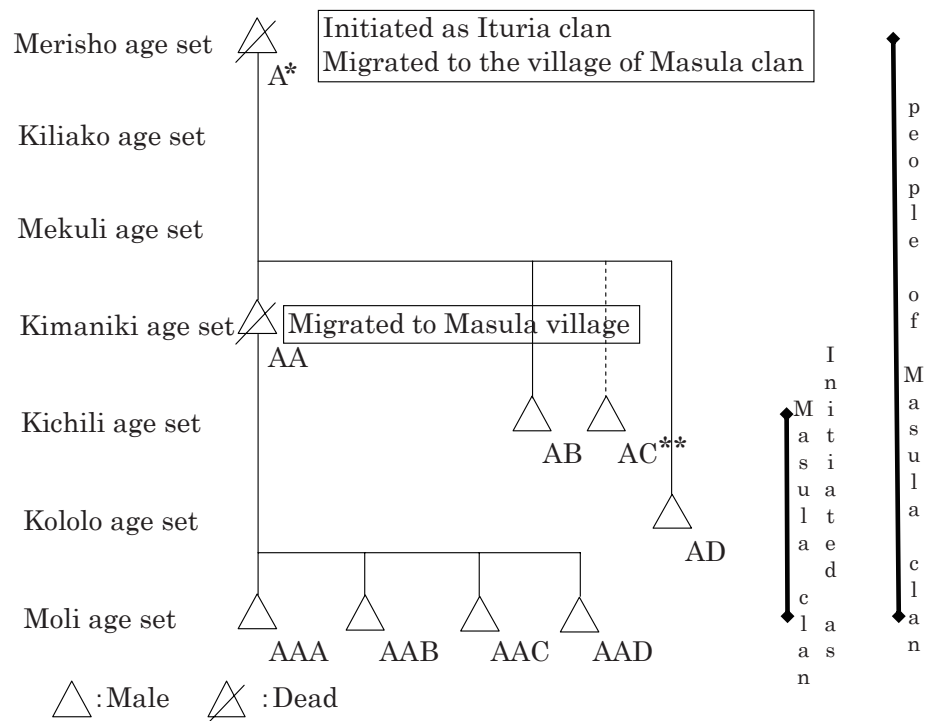 Merisho age set
A*
Initiated as Ituria clan
Migrated to the village of Masula clan
Kiliako age set
Mekuli age set
Kimaniki age set
Migrated to Masula village
AA
Kichili age set
AB
AC**
Kololo age set
AD
Moli age set
AAA
AAB
AAC
AAD
:Male
:Dead
Initiated as
Masula clan
people of Masula clan